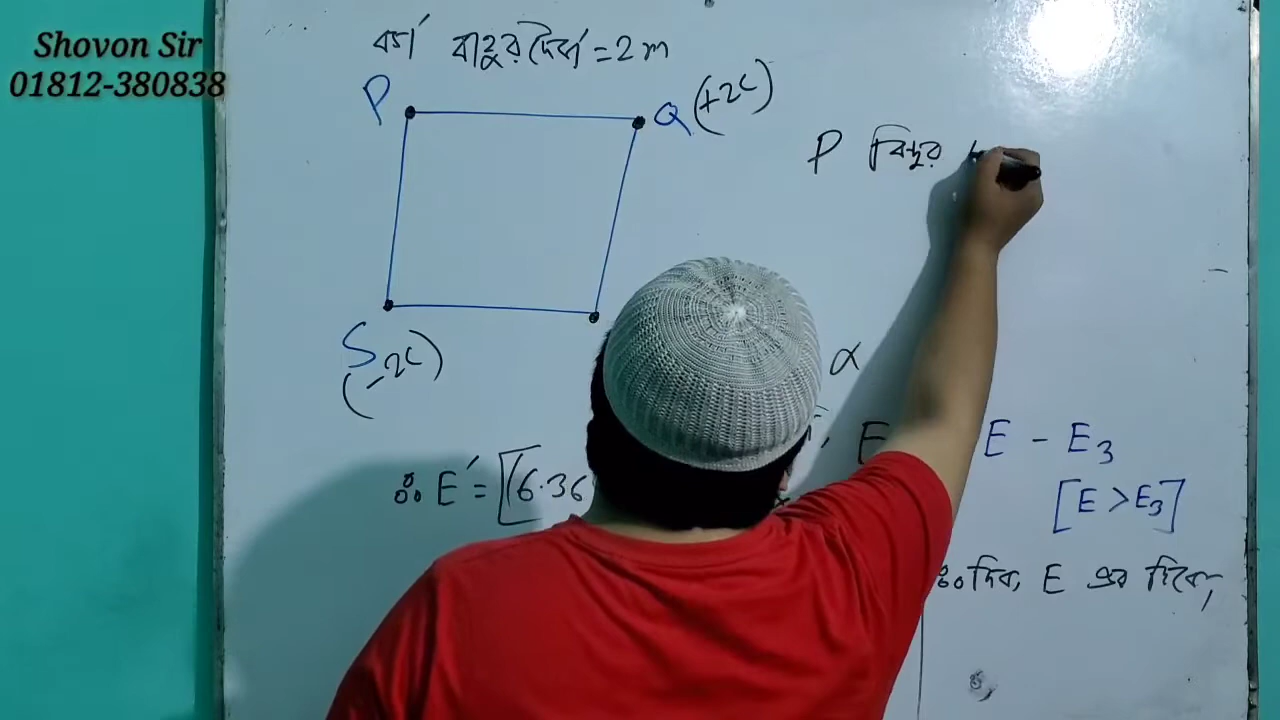 Shovon Sir
01812-380838
বর্গ বাহুর দৈর্ঘ্য = 2 m
P
Q (+2C)
P বিন্দুর
S
(-2C)
α
E - E₃
∴ E' = (6.36
[E > E₃]
E এর দিকে,